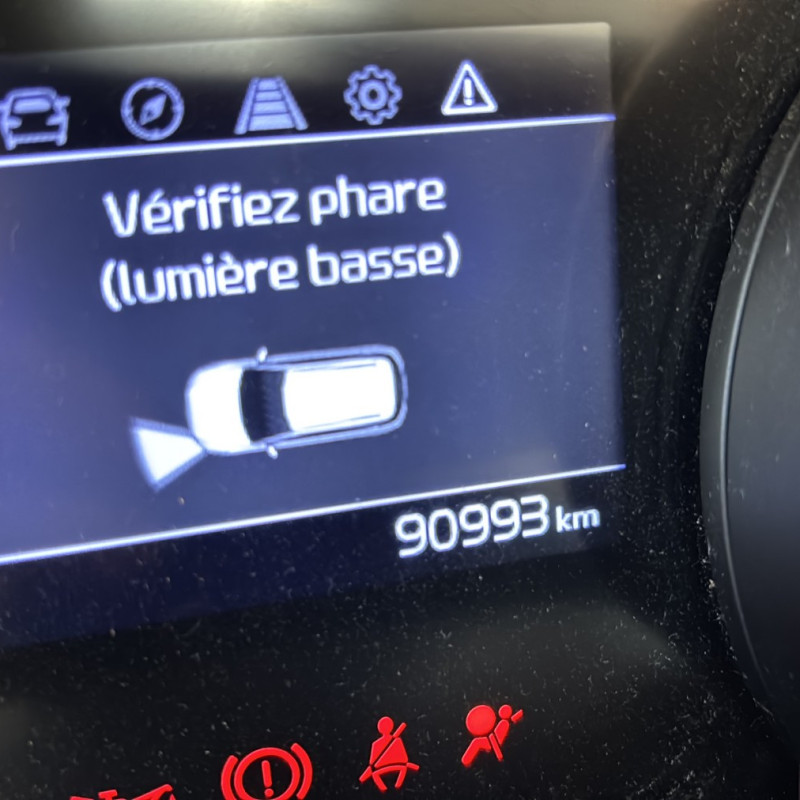 Vérifiez phare
(lumière basse)
90993 km